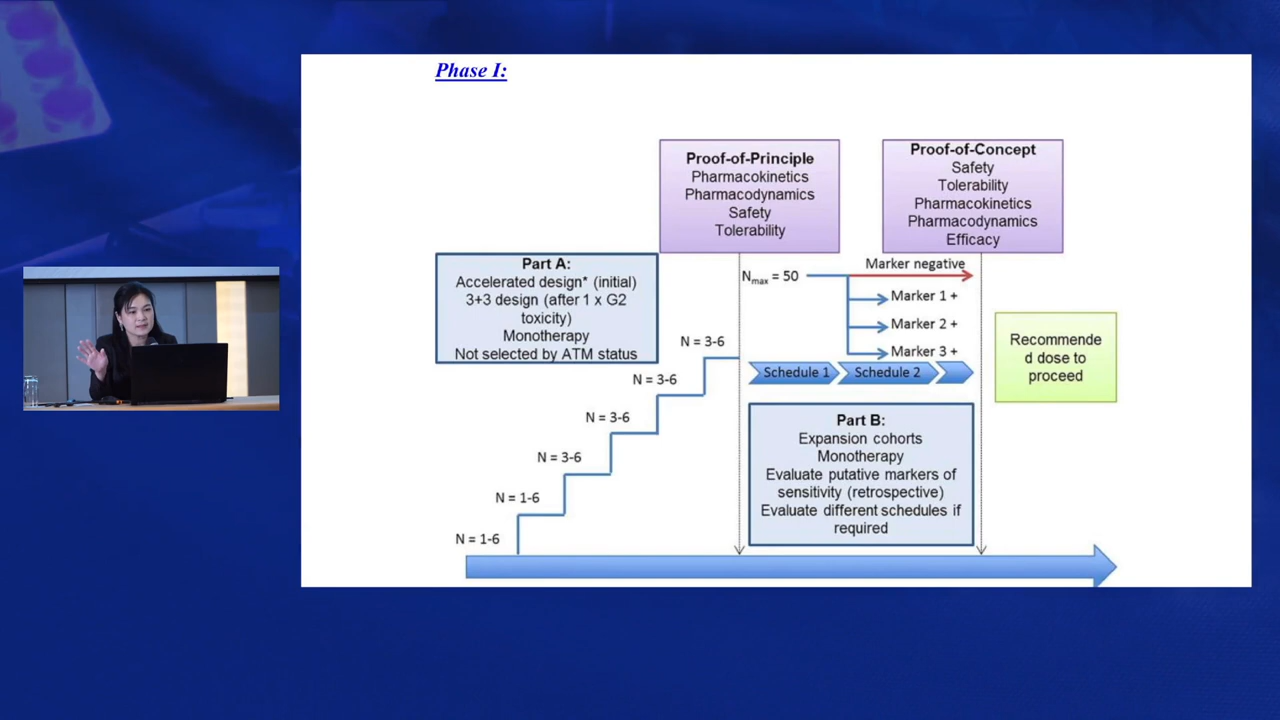 Phase I:
Proof-of-Principle
Pharmacokinetics
Pharmacodynamics
Safety
Tolerability
Proof-of-Concept
Safety
Tolerability
Pharmacokinetics
Pharmacodynamics
Efficacy
Part A:
Accelerated design* (initial)
3+3 design (after 1 x G2
toxicity)
Monotherapy
Not selected by ATM status
Nmax = 50
Marker negative
Marker 1 +
Marker 2 +
Marker 3 +
Schedule 1
Schedule 2
Recommende
d dose to
proceed
N = 3-6
N = 3-6
N = 3-6
N = 3-6
N = 1-6
N = 1-6
Part B:
Expansion cohorts
Monotherapy
Evaluate putative markers of
sensitivity (retrospective)
Evaluate different schedules if
required